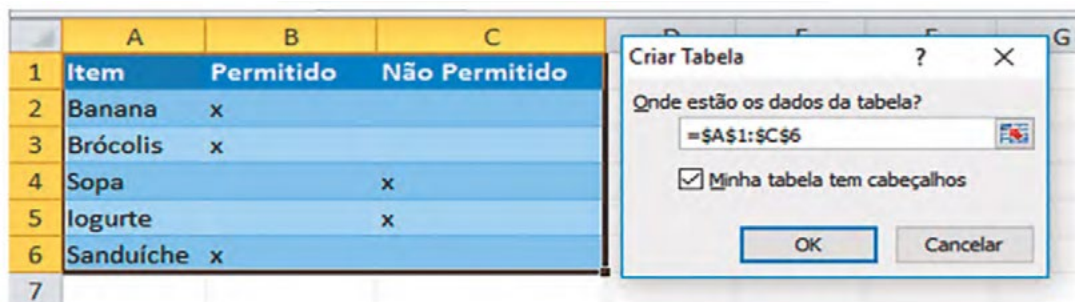 A B C G
1 Item Permitido Não Permitido
2 Banana x
3 Brócolis x
4 Sopa x
5 Iogurte x
6 Sanduíche x
7
Criar Tabela ? ×
Onde estão os dados da tabela?
=$A$1:$C$6
Minha tabela tem cabeçalhos
OK Cancelar